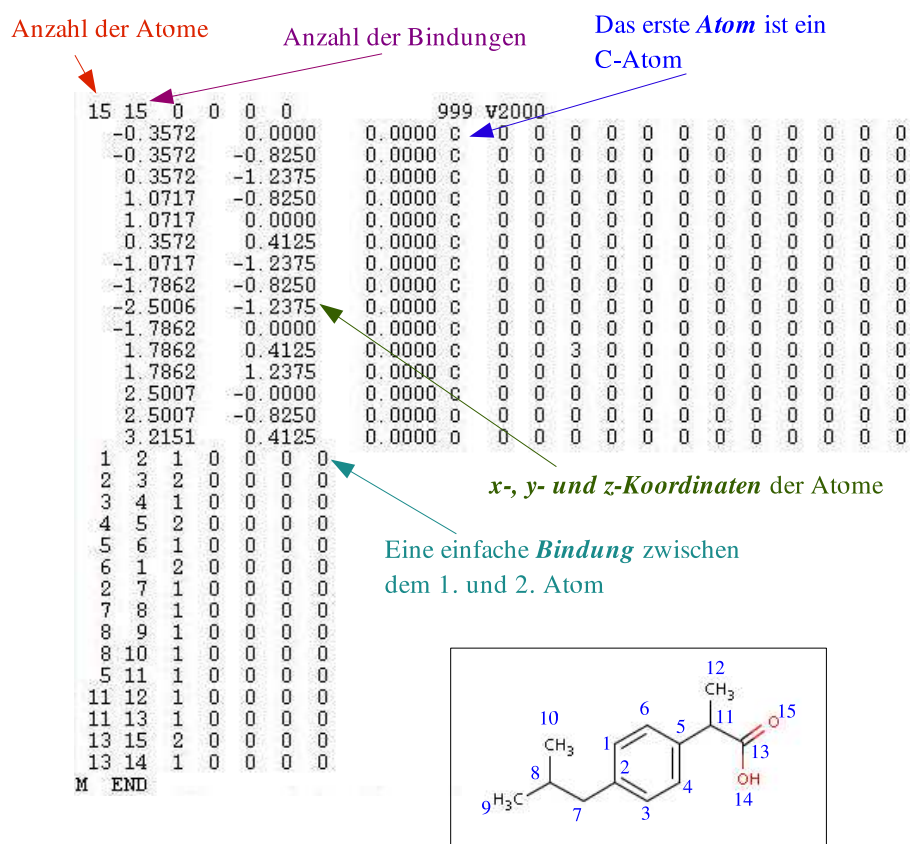 Anzahl der Atome
Anzahl der Bindungen
Das erste Atom ist ein
C-Atom
15 15 0 0 0 0 999 V2000
-0.3572 0.0000 0.0000 C 0 0 0 0 0 0 0 0 0 0 0 0
-0.3572 -0.8250 0.0000 C 0 0 0 0 0 0 0 0 0 0 0 0
0.3572 -1.2375 0.0000 C 0 0 0 0 0 0 0 0 0 0 0 0
1.0717 -0.8250 0.0000 C 0 0 0 0 0 0 0 0 0 0 0 0
1.0717 0.0000 0.0000 C 0 0 0 0 0 0 0 0 0 0 0 0
0.3572 0.4125 0.0000 C 0 0 0 0 0 0 0 0 0 0 0 0
-1.0717 -1.2375 0.0000 C 0 0 0 0 0 0 0 0 0 0 0 0
-1.7862 -0.8250 0.0000 C 0 0 0 0 0 0 0 0 0 0 0 0
-2.5006 -1.2375 0.0000 C 0 0 0 0 0 0 0 0 0 0 0 0
-1.7862 0.0000 0.0000 C 0 0 0 0 0 0 0 0 0 0 0 0
1.7862 0.4125 0.0000 C 0 0 3 0 0 0 0 0 0 0 0 0
1.7862 1.2375 0.0000 C 0 0 0 0 0 0 0 0 0 0 0 0
2.5007 -0.0000 0.0000 C 0 0 0 0 0 0 0 0 0 0 0 0
2.5007 -0.8250 0.0000 O 0 0 0 0 0 0 0 0 0 0 0 0
3.2151 0.4125 0.0000 O 0 0 0 0 0 0 0 0 0 0 0 0
1 2 1 0 0 0 0
2 3 2 0 0 0 0
3 4 1 0 0 0 0
4 5 2 0 0 0 0
5 6 1 0 0 0 0
6 1 2 0 0 0 0
2 7 1 0 0 0 0
7 8 1 0 0 0 0
8 9 1 0 0 0 0
8 10 1 0 0 0 0
5 11 1 0 0 0 0
11 12 1 0 0 0 0
11 13 1 0 0 0 0
13 15 2 0 0 0 0
13 14 1 0 0 0 0
M END
x-, y- und z-Koordinaten der Atome
Eine einfache Bindung zwischen
dem 1. und 2. Atom
12
CH3
6
11
O
15
10
5
CH3
1
13
8
2
4
OH
9
H3C
14
7
3